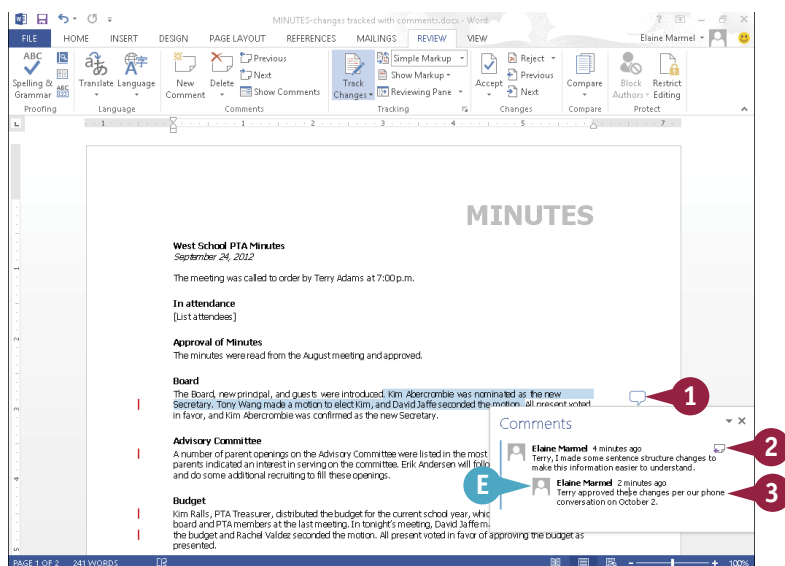 MINUTES-changes tracked with comments.docx - Word
FILE HOME INSERT DESIGN PAGE LAYOUT REFERENCES MAILINGS REVIEW VIEW Elaine Marmel
ABC
Spelling &
Grammar
ABC
Proofing
Translate Language
Language
New
Comment
Delete
Previous
Next
Show Comments
Comments
Track
Changes
Simple Markup
Show Markup
Reviewing Pane
Tracking
Accept
Reject
Previous
Next
Changes
Compare
Compare
Block
Authors
Restrict
Editing
Protect
1 1 2 3 4 5 7
MINUTES
West School PTA Minutes
September 24, 2012
The meeting was called to order by Terry Adams at 7:00 p.m.
In attendance
[List attendees]
Approval of Minutes
The minutes were read from the August meeting and approved.
Board
The Board, new principal, and guests were introduced. Kim Abercrombie was nominated as the new
Secretary. Tony Wang made a motion to elect Kim, and David Jaffe seconded the motion. All present voted
in favor, and Kim Abercrombie was confirmed as the new Secretary.
Advisory Committee
A number of parent openings on the Advisory Committee were listed in the most
parents indicated an interest in serving on the committee. Erik Andersen will follo
and do some additional recruiting to fill these openings.
Budget
Kim Ralls, PTA Treasurer, distributed the budget for the current school year, whic
board and PTA members at the last meeting. In tonight's meeting, David Jaffe m
the budget and Rachel Valdez seconded the motion. All present voted in favor of approving the budget as
presented.
1
Comments
Elaine Marmel 4 minutes ago
Terry, I made some sentence structure changes to
make this information easier to understand.
2
E
Elaine Marmel 2 minutes ago
Terry approved these changes per our phone
conversation on October 2.
3
PAGE 1 OF 2 241 WORDS 100%